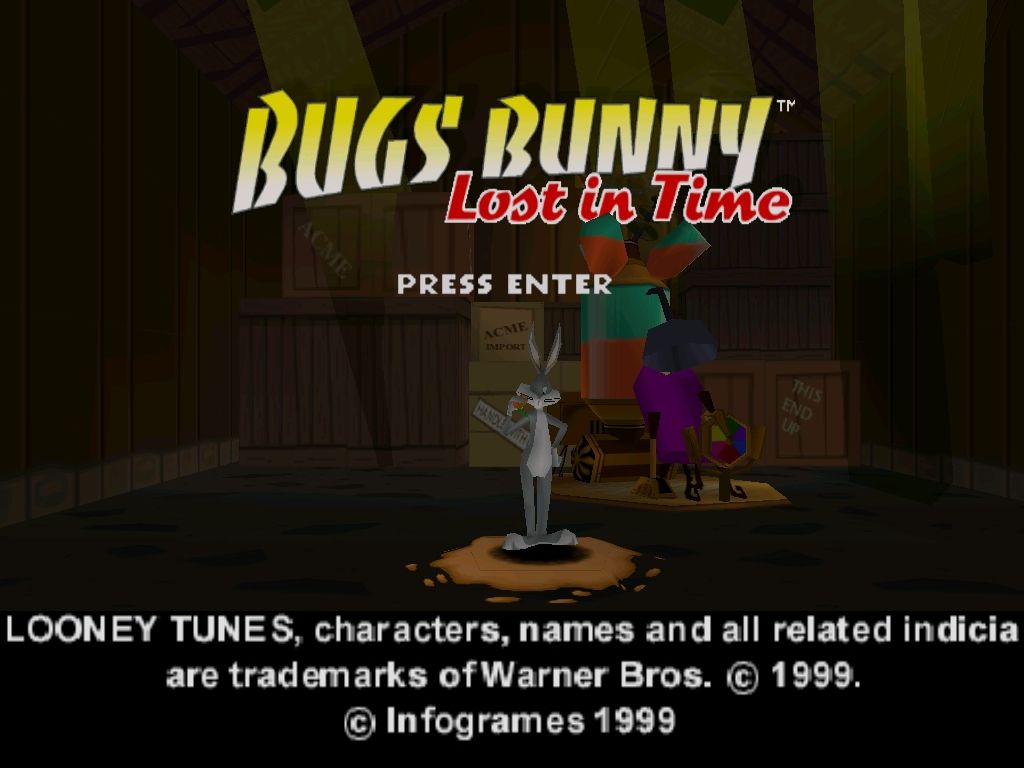 BUGS BUNNY™
Lost in Time
ACME
PRESS ENTER
ACME
IMPORT
THIS
END
UP
HANDLE WITH
LOONEY TUNES, characters, names and all related indicia
are trademarks of Warner Bros. © 1999.
© Infogrames 1999